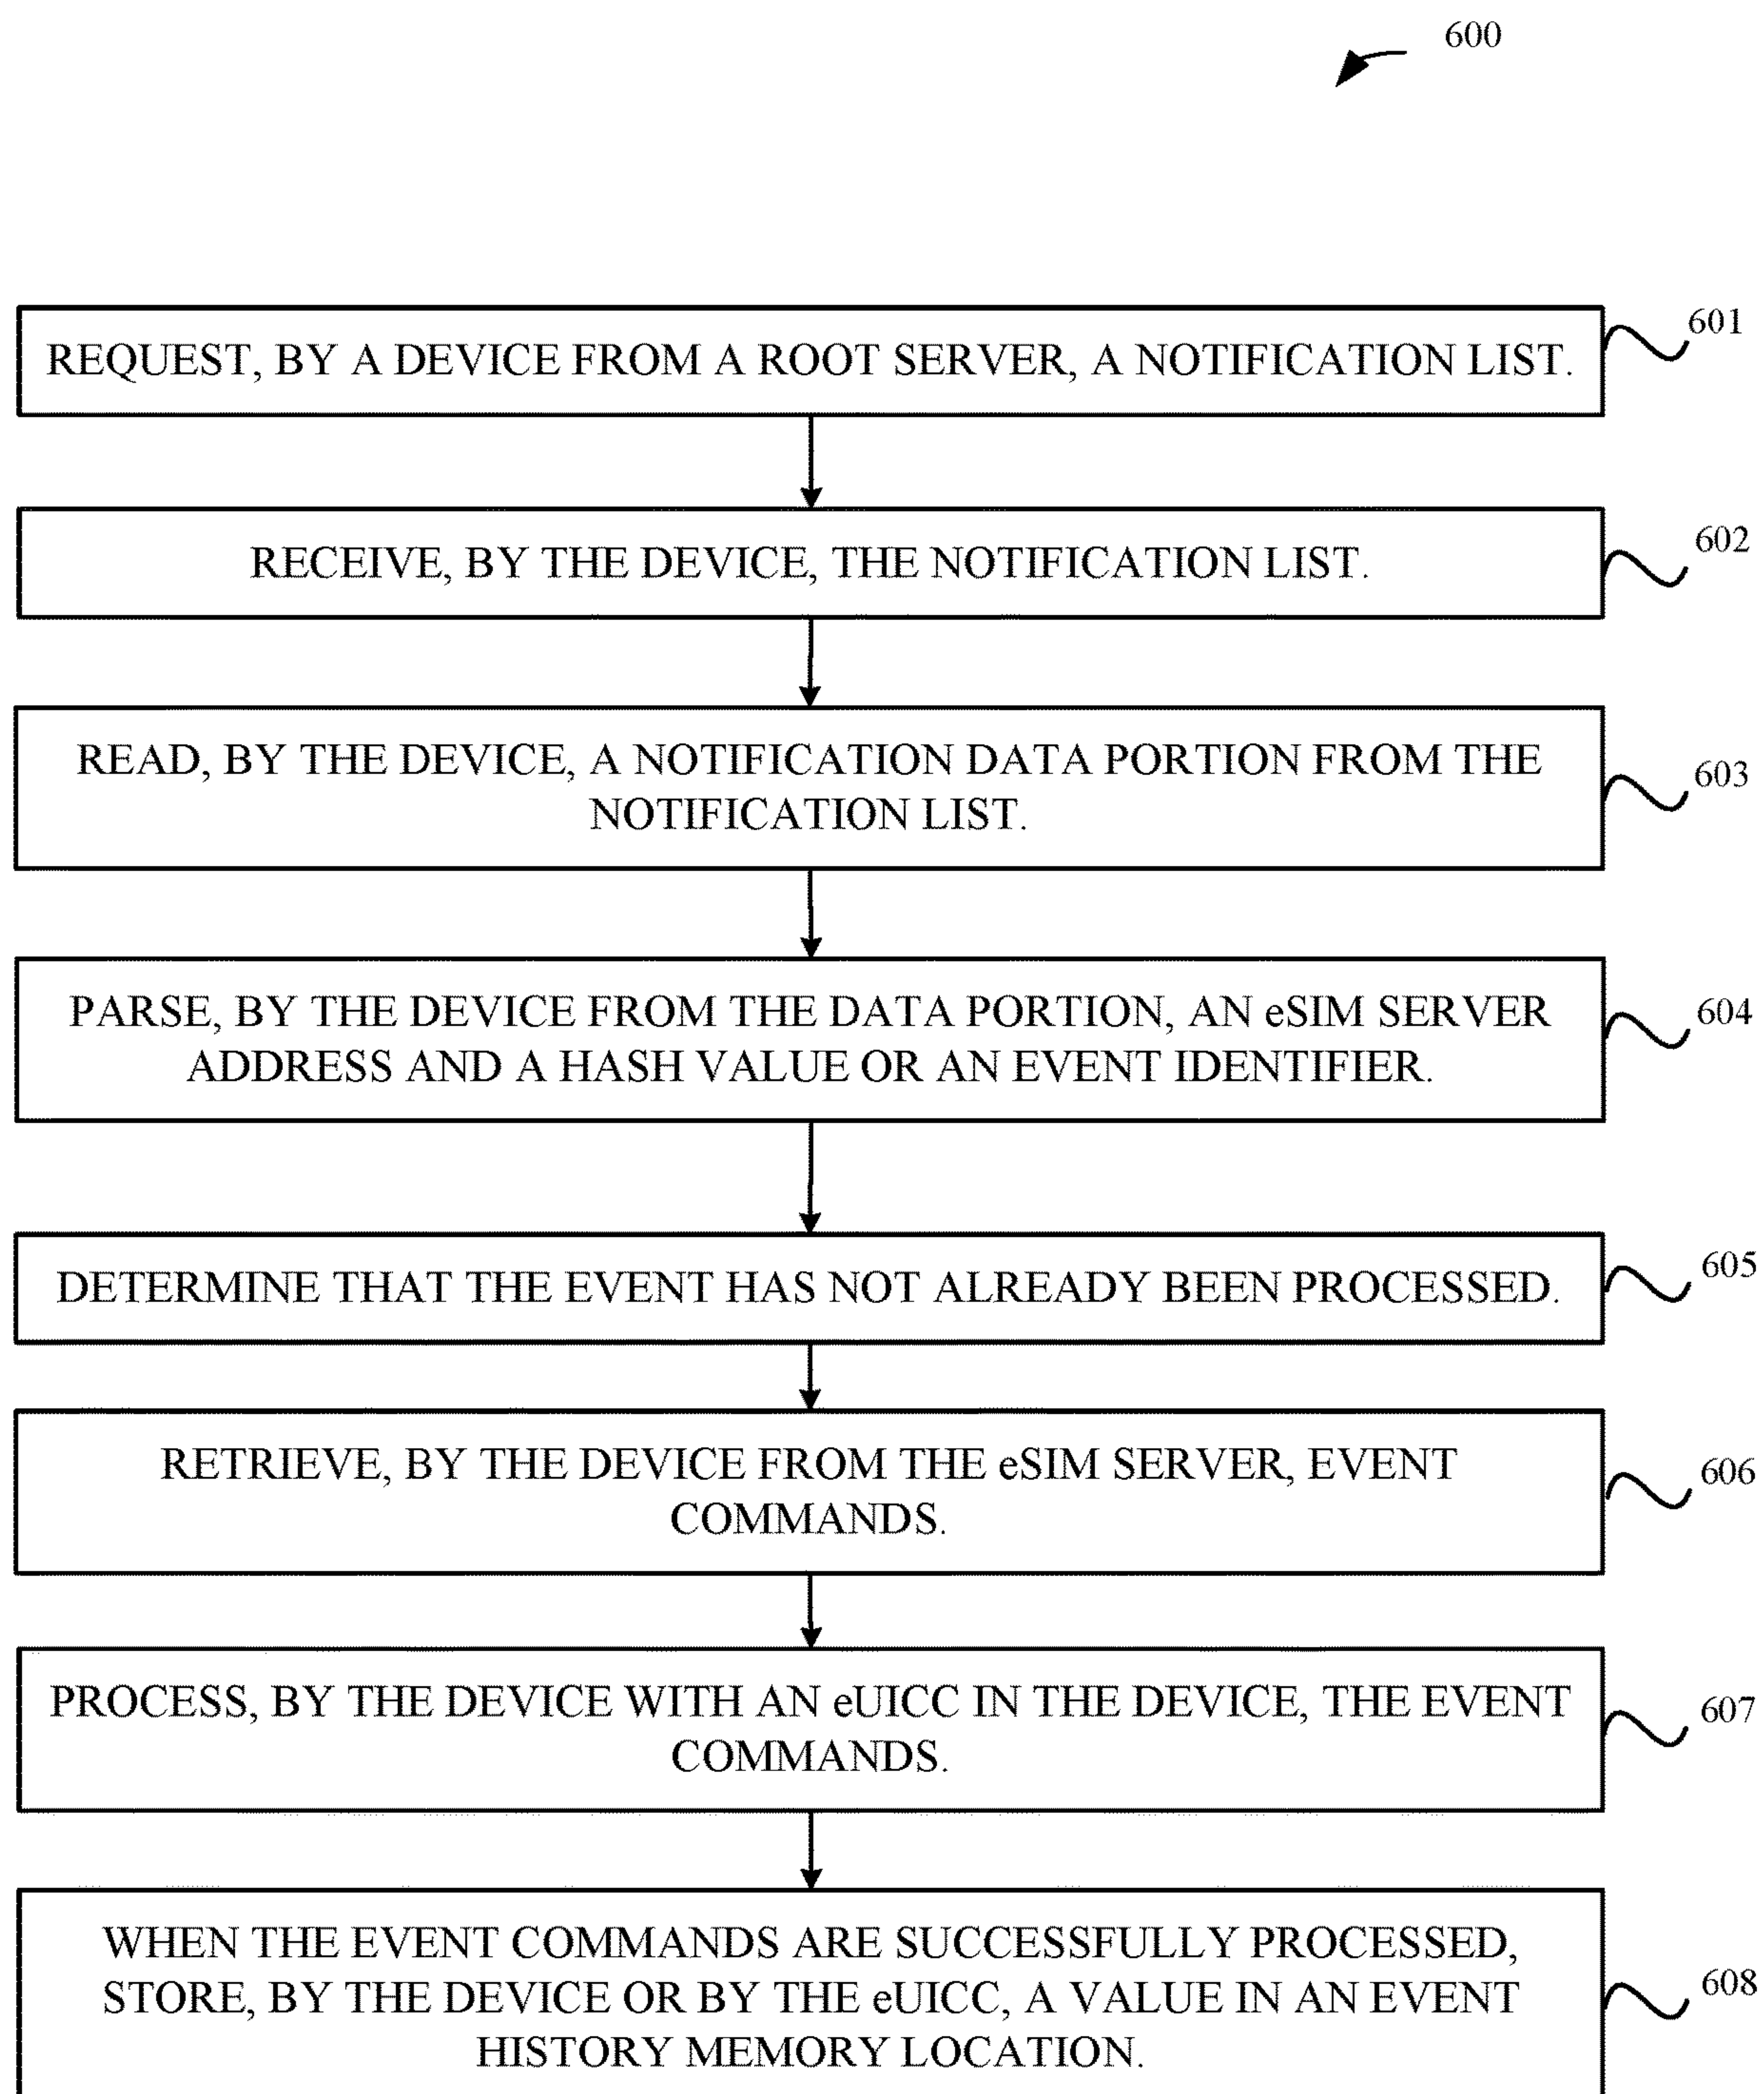 600
REQUEST, BY A DEVICE FROM A ROOT SERVER, A NOTIFICATION LIST.
601
RECEIVE, BY THE DEVICE, THE NOTIFICATION LIST.
602
READ, BY THE DEVICE, A NOTIFICATION DATA PORTION FROM THE
NOTIFICATION LIST.
603
PARSE, BY THE DEVICE FROM THE DATA PORTION, AN eSIM SERVER
ADDRESS AND A HASH VALUE OR AN EVENT IDENTIFIER.
604
DETERMINE THAT THE EVENT HAS NOT ALREADY BEEN PROCESSED.
605
RETRIEVE, BY THE DEVICE FROM THE eSIM SERVER, EVENT
COMMANDS.
606
PROCESS, BY THE DEVICE WITH AN eUICC IN THE DEVICE, THE EVENT
COMMANDS.
607
WHEN THE EVENT COMMANDS ARE SUCCESSFULLY PROCESSED,
STORE, BY THE DEVICE OR BY THE eUICC, A VALUE IN AN EVENT
HISTORY MEMORY LOCATION.
608